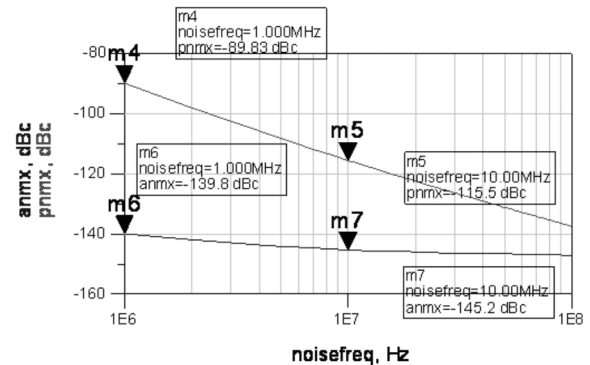 m4
noisefreq=1.000MHz
pnmx=-89.83 dBc
-80
m4
-100
m5
m6
noisefreq=1.000MHz
anmx=-139.8 dBc
m5
noisefreq=10.00MHz
pnmx=-115.5 dBc
-120
anmx, dBc
pnmx, dBc
m6
m7
-140
m7
noisefreq=10.00MHz
anmx=-145.2 dBc
-160
1E6
1E7
1E8
noisefreq, Hz